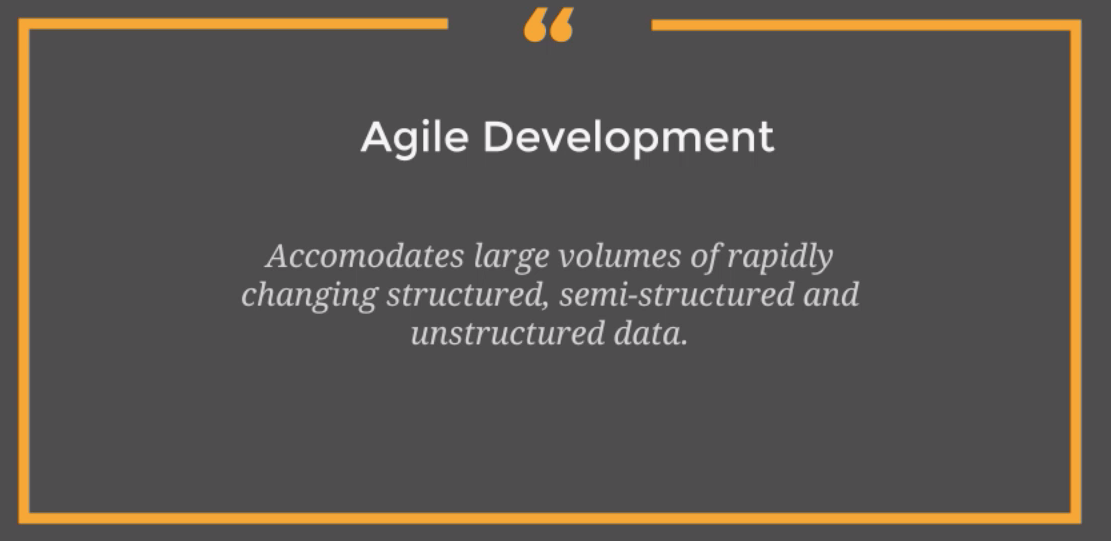 “
Agile Development
Accomodates large volumes of rapidly
changing structured, semi-structured and
unstructured data.